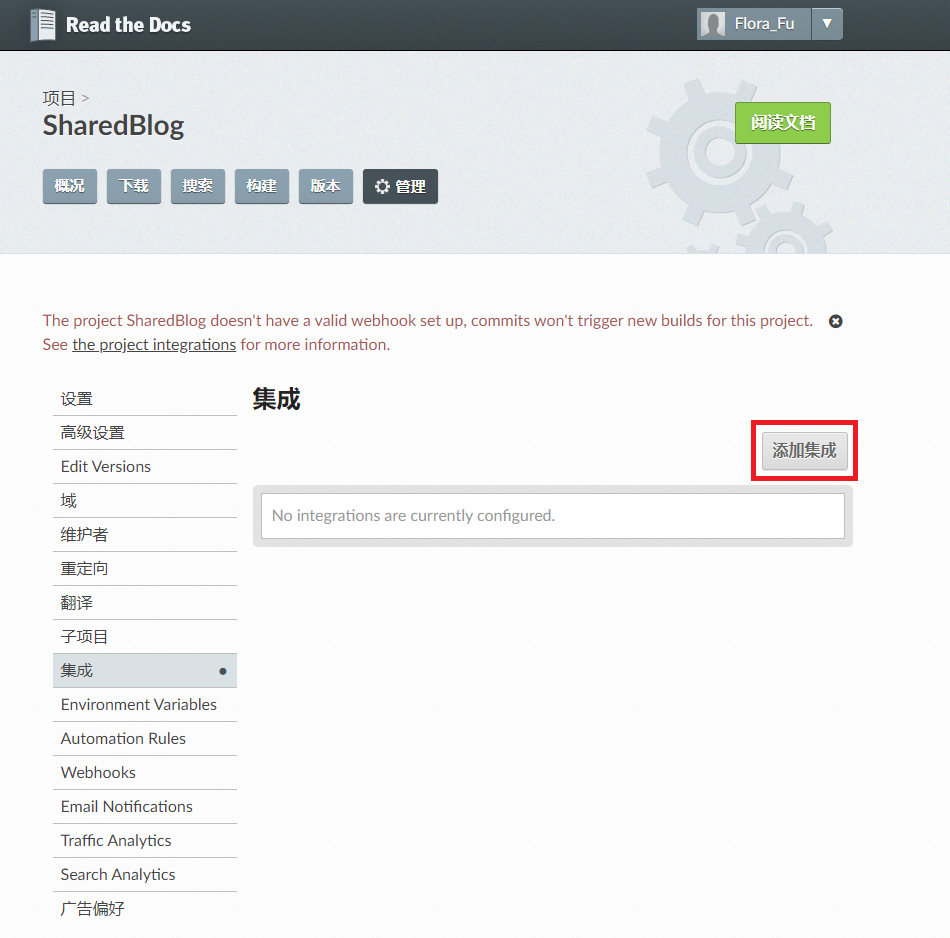 Read the Docs
Flora_Fu
项目 >
SharedBlog
阅读文档
概况 下载 搜索 构建 版本 管理
The project SharedBlog doesn't have a valid webhook set up, commits won't trigger new builds for this project.
See the project integrations for more information.
设置
高级设置
Edit Versions
域
维护者
重定向
翻译
子项目
集成
Environment Variables
Automation Rules
Webhooks
Email Notifications
Traffic Analytics
Search Analytics
广告偏好
集成
添加集成
No integrations are currently configured.